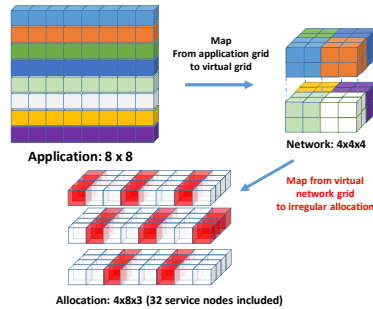 Map
From application grid
to virtual grid
Application: 8 x 8
Network: 4x4x4
Map from virtual
network grid
to irregular allocation
Allocation: 4x8x3 (32 service nodes included)